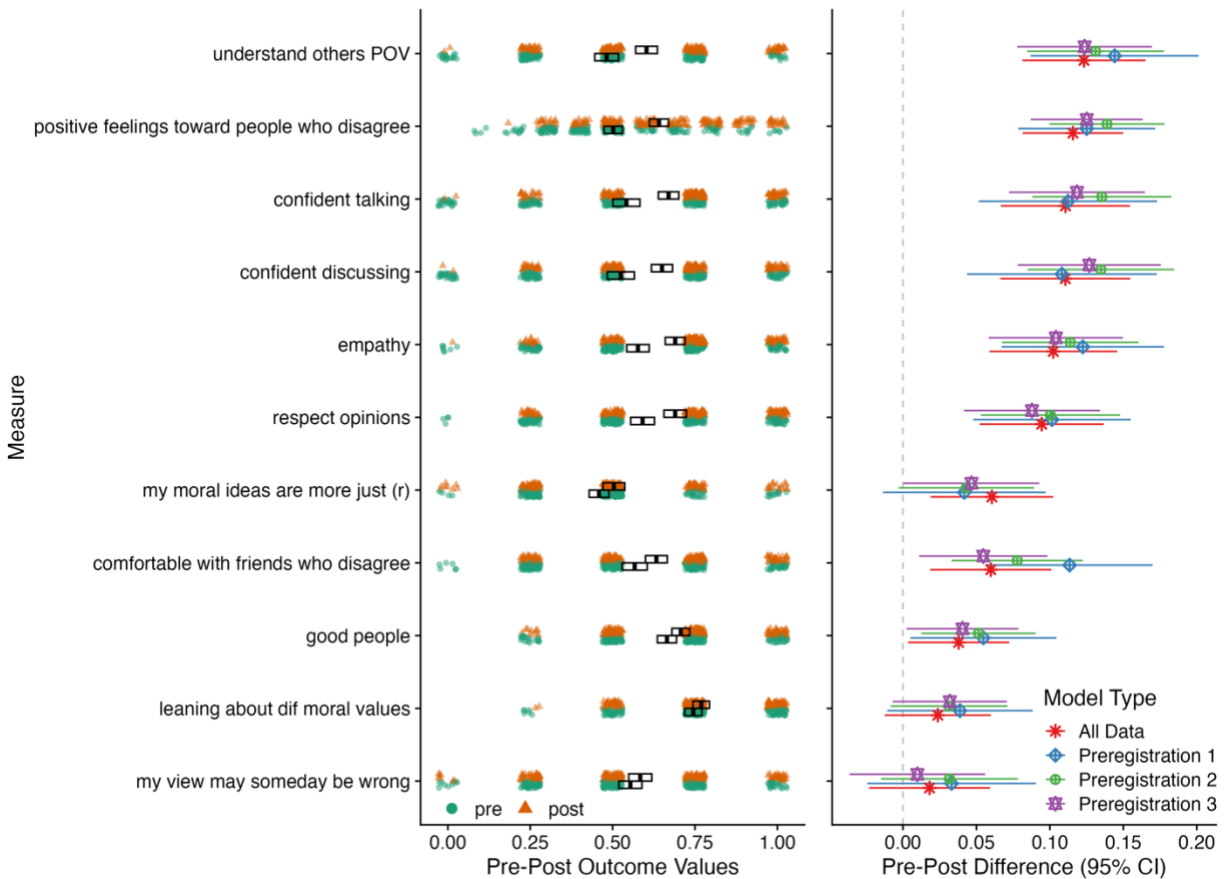 Measure
understand others POV
positive feelings toward people who disagree
confident talking
confident discussing
empathy
respect opinions
my moral ideas are more just (r)
comfortable with friends who disagree
good people
leaning about dif moral values
my view may someday be wrong
pre post
0.00 0.25 0.50 0.75 1.00
Pre-Post Outcome Values
Model Type
All Data
Preregistration 1
Preregistration 2
Preregistration 3
0.00 0.05 0.10 0.15 0.20
Pre-Post Difference (95% CI)